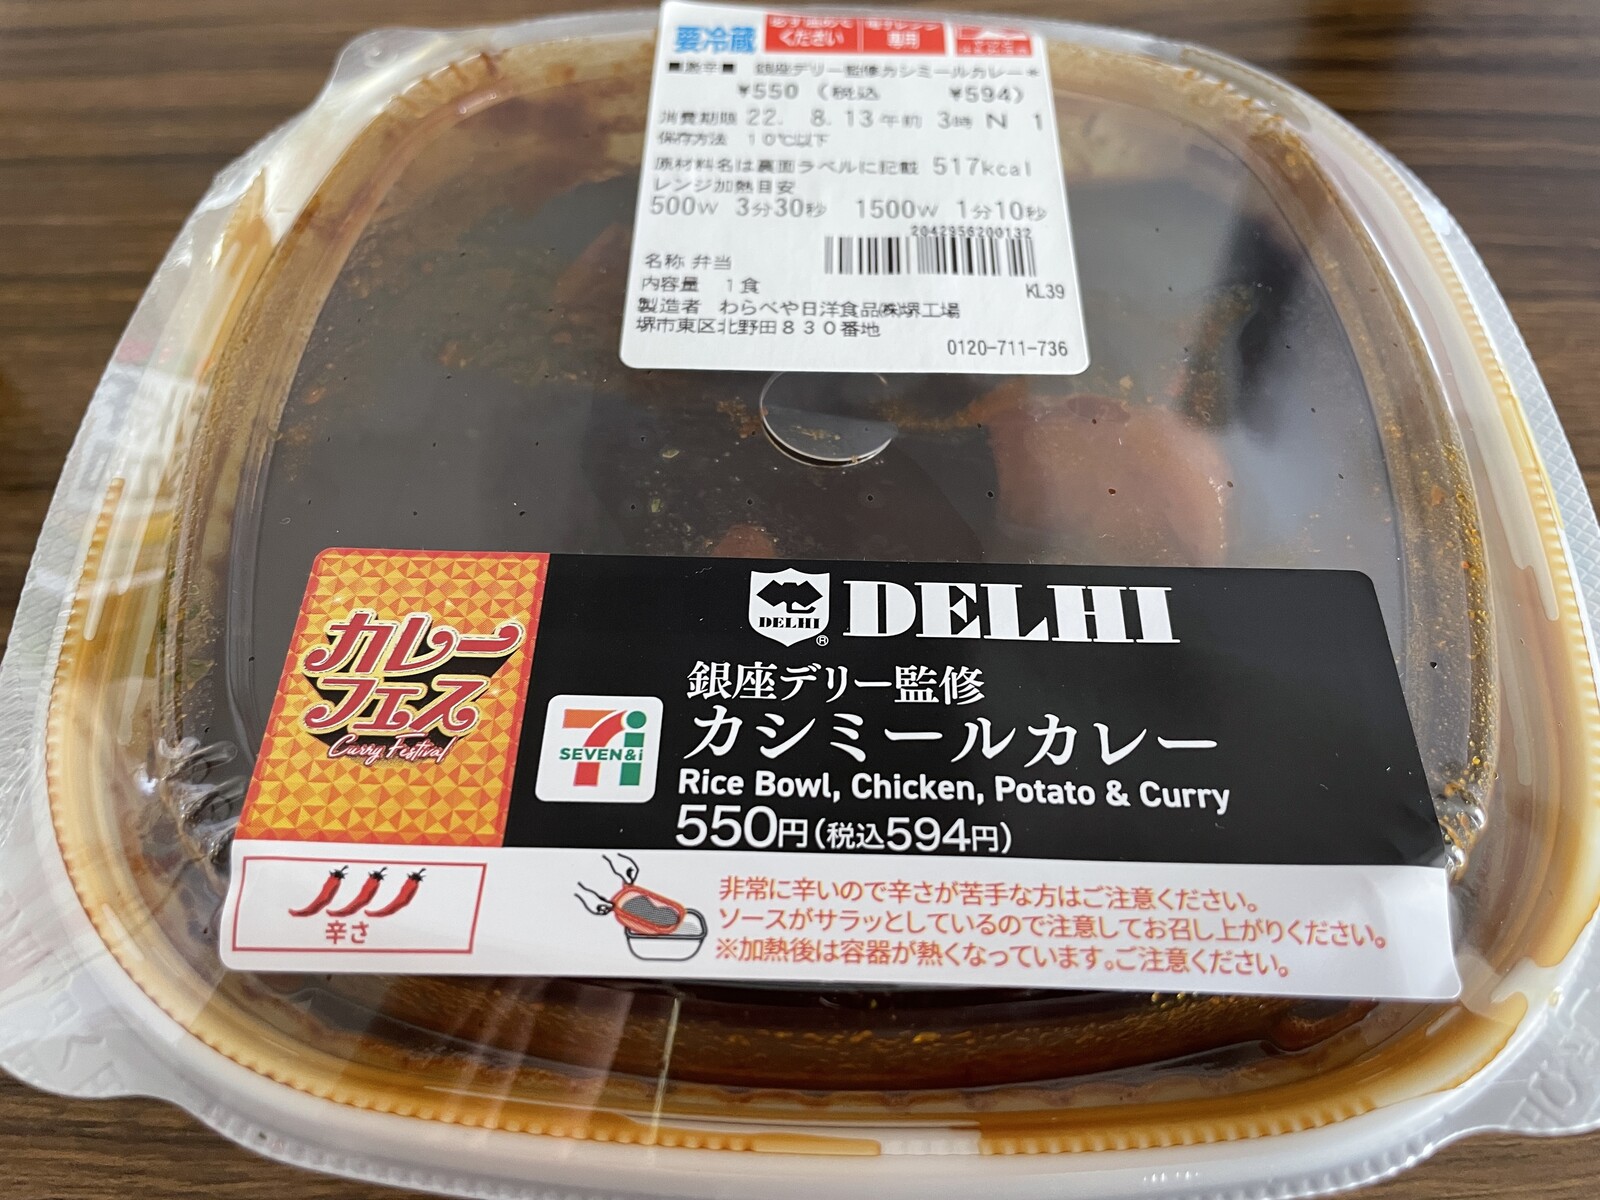 要冷蔵
ください
専用
■激辛■ 銀座デリー監修カシミールカレー*
¥550 (税込 ¥594)
消費期限 22. 8. 13 午前 3時 N 1
保存方法 10℃以下
原材料名は裏面ラベルに記載 517kcal
レンジ加熱目安
500W 3分30秒 1500W 1分10秒
2042956200132
名称 弁当
内容量 1食
KL39
製造者 わらべや日洋食品㈱堺工場
堺市東区北野田830番地
0120-711-736
カレー
フェス
Curry Festival
DELHI
®
DELHI
銀座デリー監修
カシミールカレー
SEVEN&i
Rice Bowl, Chicken, Potato & Curry
550円(税込594円)
辛さ
非常に辛いので辛さが苦手な方はご注意ください。
ソースがサラッとしているので注意してお召し上がりください。
※加熱後は容器が熱くなっています。ご注意ください。